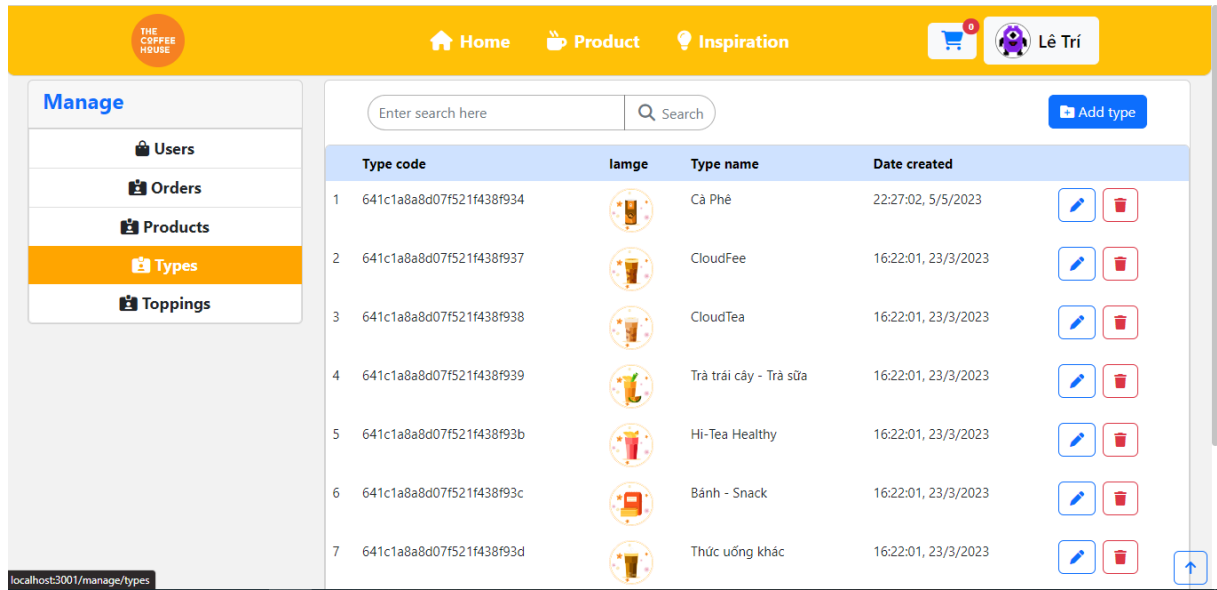 THE
COFFEE
HOUSE
Home Product Inspiration 0 Lê Trí
Manage
Users
Orders
Products
Types
Toppings
Enter search here Search Add type
Type code Iamge Type name Date created
1 641c1a8a8d07f521f438f934 Cà Phê 22:27:02, 5/5/2023
2 641c1a8a8d07f521f438f937 CloudFee 16:22:01, 23/3/2023
3 641c1a8a8d07f521f438f938 CloudTea 16:22:01, 23/3/2023
4 641c1a8a8d07f521f438f939 Trà trái cây - Trà sữa 16:22:01, 23/3/2023
5 641c1a8a8d07f521f438f93b Hi-Tea Healthy 16:22:01, 23/3/2023
6 641c1a8a8d07f521f438f93c Bánh - Snack 16:22:01, 23/3/2023
7 641c1a8a8d07f521f438f93d Thức uống khác 16:22:01, 23/3/2023
localhost:3001/manage/types